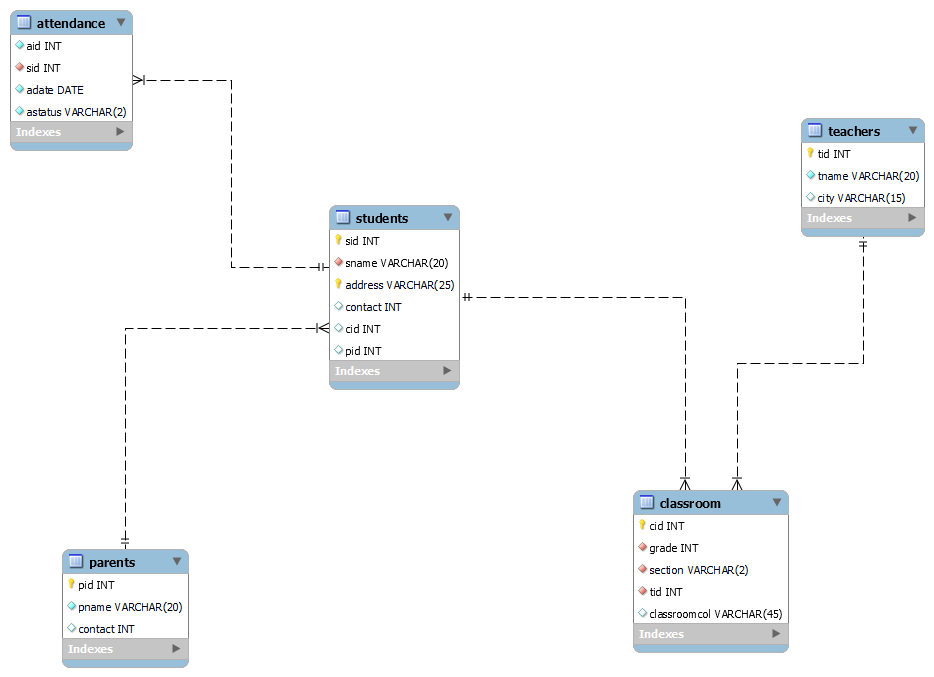 attendance
aid INT
sid INT
adate DATE
astatus VARCHAR(2)
Indexes
teachers
tid INT
tname VARCHAR(20)
city VARCHAR(15)
Indexes
students
sid INT
sname VARCHAR(20)
address VARCHAR(25)
contact INT
cid INT
pid INT
Indexes
classroom
cid INT
grade INT
section VARCHAR(2)
tid INT
classroomcol VARCHAR(45)
Indexes
parents
pid INT
pname VARCHAR(20)
contact INT
Indexes